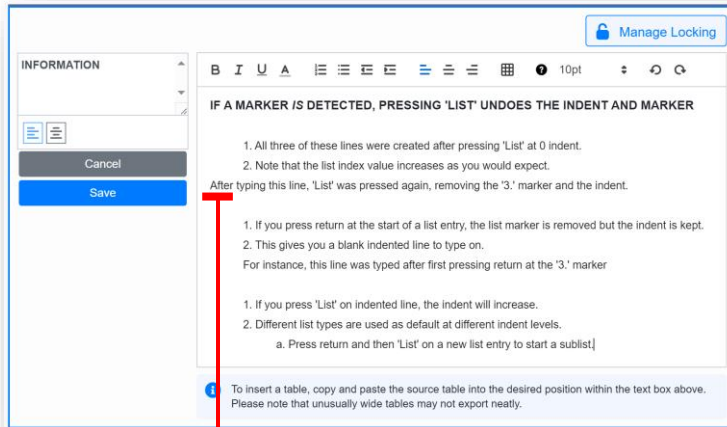 Manage Locking
INFORMATION
Cancel
Save
B I U A 10pt
IF A MARKER IS DETECTED, PRESSING 'LIST' UNDOES THE INDENT AND MARKER
1. All three of these lines were created after pressing 'List' at 0 indent.
2. Note that the list index value increases as you would expect.
After typing this line, 'List' was pressed again, removing the '3.' marker and the indent.
1. If you press return at the start of a list entry, the list marker is removed but the indent is kept.
2. This gives you a blank indented line to type on.
For instance, this line was typed after first pressing return at the '3.' marker
1. If you press 'List' on indented line, the indent will increase.
2. Different list types are used as default at different indent levels.
a. Press return and then 'List' on a new list entry to start a sublist.
To insert a table, copy and paste the source table into the desired position within the text box above.
Please note that unusually wide tables may not export neatly.